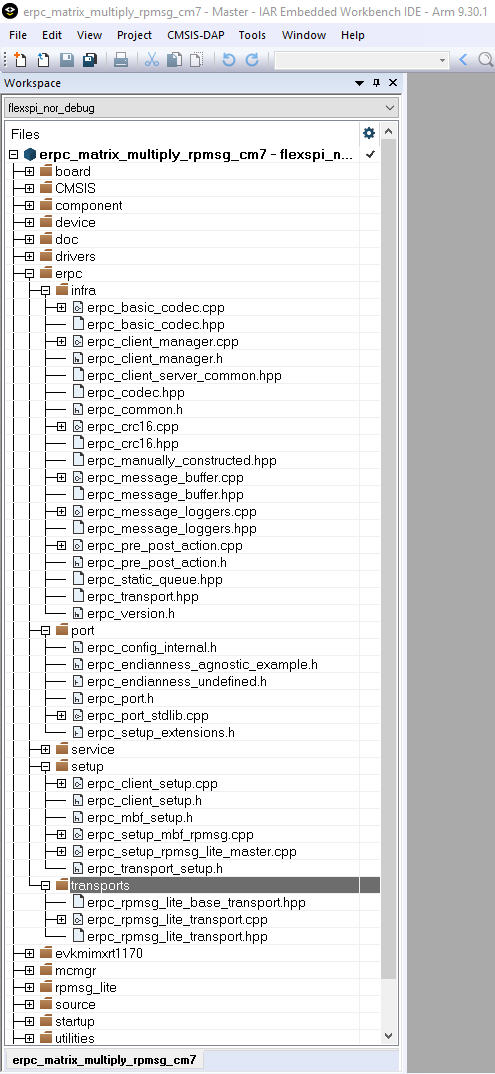 erpc_matrix_multiply_rpmsg_cm7 - Master - IAR Embedded Workbench IDE - Arm 9.30.1
File Edit View Project CMSIS-DAP Tools Window Help
Workspace
flexspi_nor_debug
Files
erpc_matrix_multiply_rpmsg_cm7 - flexspi_n...
board
CMSIS
component
device
doc
drivers
erpc
infra
erpc_basic_codec.cpp
erpc_basic_codec.hpp
erpc_client_manager.cpp
erpc_client_manager.h
erpc_client_server_common.hpp
erpc_codec.hpp
erpc_common.h
erpc_crc16.cpp
erpc_crc16.hpp
erpc_manually_constructed.hpp
erpc_message_buffer.cpp
erpc_message_buffer.hpp
erpc_message_loggers.cpp
erpc_message_loggers.hpp
erpc_pre_post_action.cpp
erpc_pre_post_action.h
erpc_static_queue.hpp
erpc_transport.hpp
erpc_version.h
port
erpc_config_internal.h
erpc_endianness_agnostic_example.h
erpc_endianness_undefined.h
erpc_port.h
erpc_port_stdlib.cpp
erpc_setup_extensions.h
service
setup
erpc_client_setup.cpp
erpc_client_setup.h
erpc_mbf_setup.h
erpc_setup_mbf_rpmsg.cpp
erpc_setup_rpmsg_lite_master.cpp
erpc_transport_setup.h
transports
erpc_rpmsg_lite_base_transport.hpp
erpc_rpmsg_lite_transport.cpp
erpc_rpmsg_lite_transport.hpp
evkmimxrt1170
mcmgr
rpmsg_lite
source
startup
utilities
erpc_matrix_multiply_rpmsg_cm7